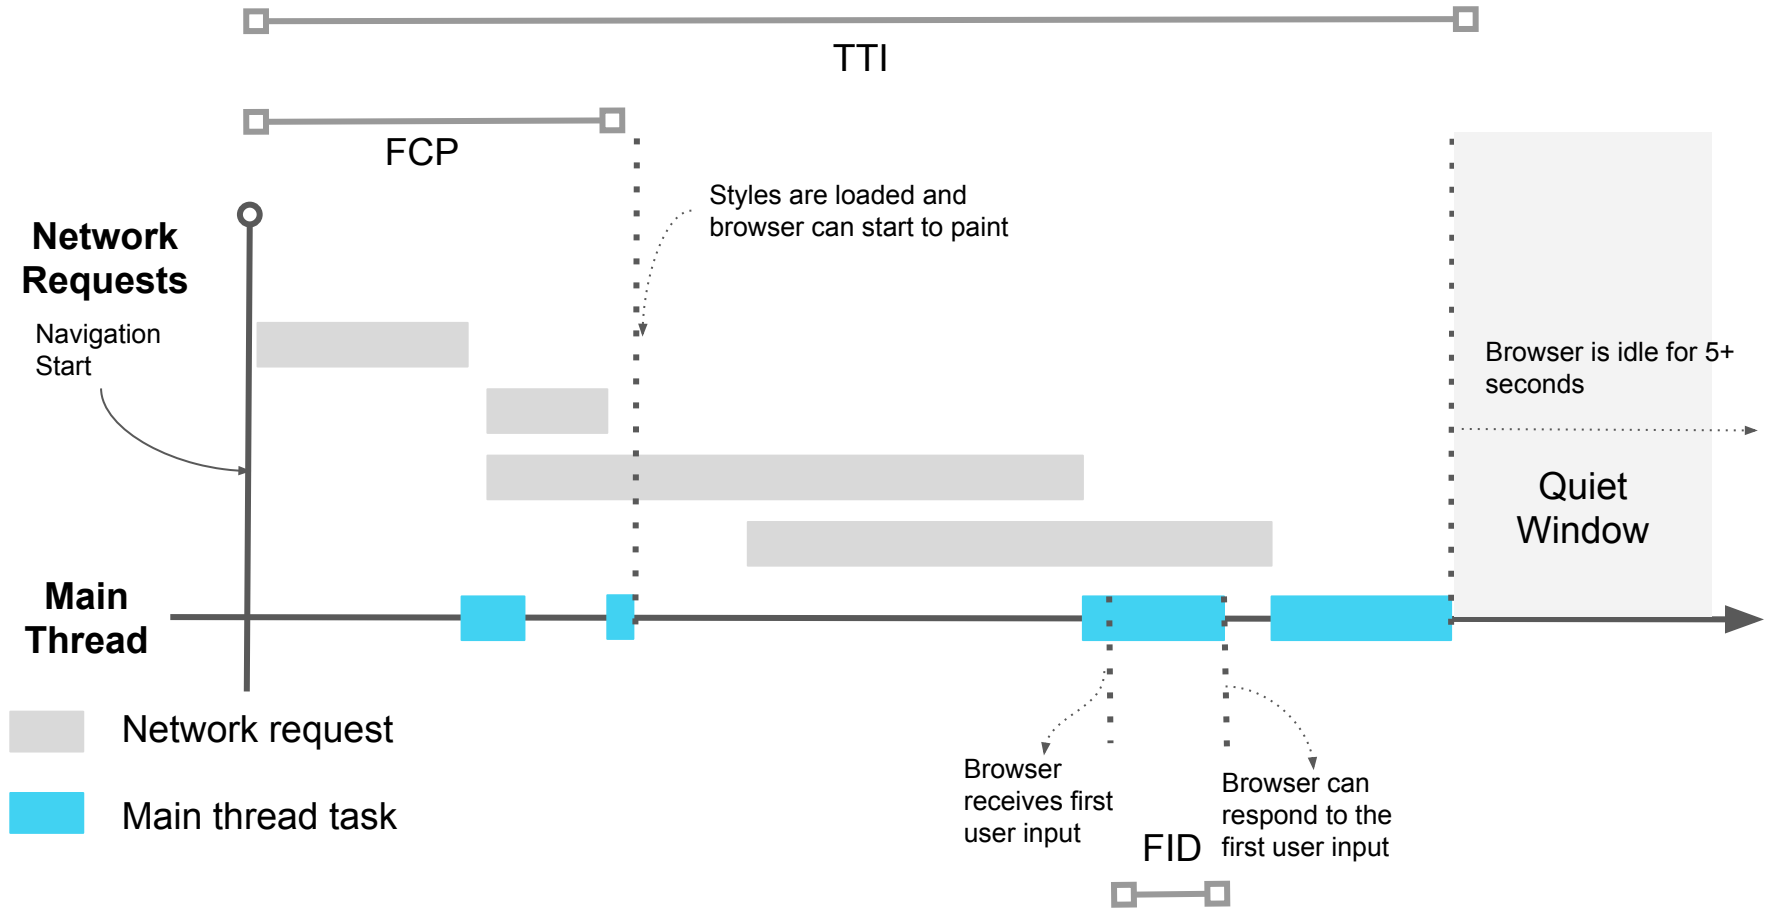 TTI
FCP
Styles are loaded and
browser can start to paint
Network
Requests
Navigation
Start
Browser is idle for 5+
seconds
Quiet
Window
Main
Thread
Network request
Main thread task
Browser
receives first
user input
FID
Browser can
respond to the
first user input